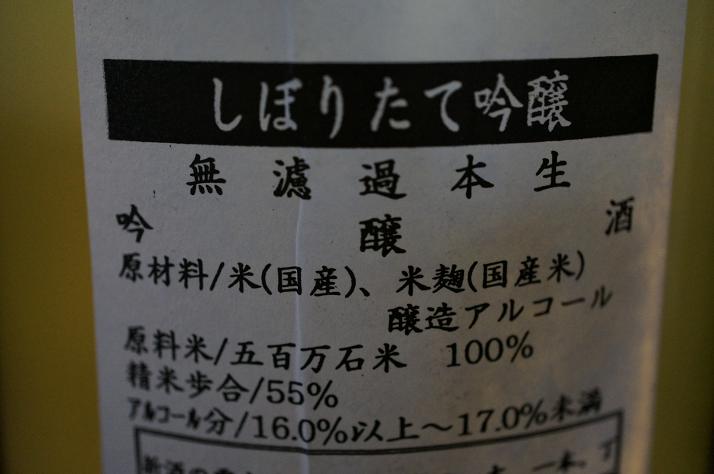 しぼりたて吟醸
無濾過本生
吟醸酒
原材料/米(国産)、米麹(国産米)
醸造アルコール
原料米/五百万石米 100%
精米歩合/55%
アルコール分/16.0%以上～17.0%未満